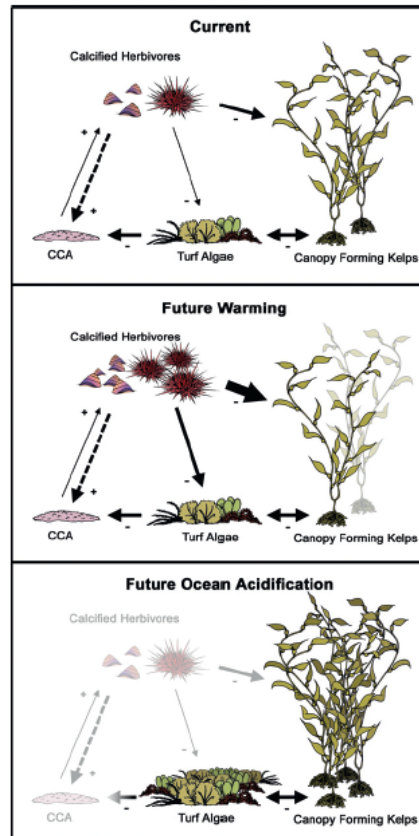 Current
Calcified Herbivores
-
+
+
-
-
-
CCA
Turf Algae
Canopy Forming Kelps
Future Warming
Calcified Herbivores
-
+
+
-
-
-
CCA
Turf Algae
Canopy Forming Kelps
Future Ocean Acidification
Calcified Herbivores
-
+
+
-
-
-
CCA
Turf Algae
Canopy Forming Kelps